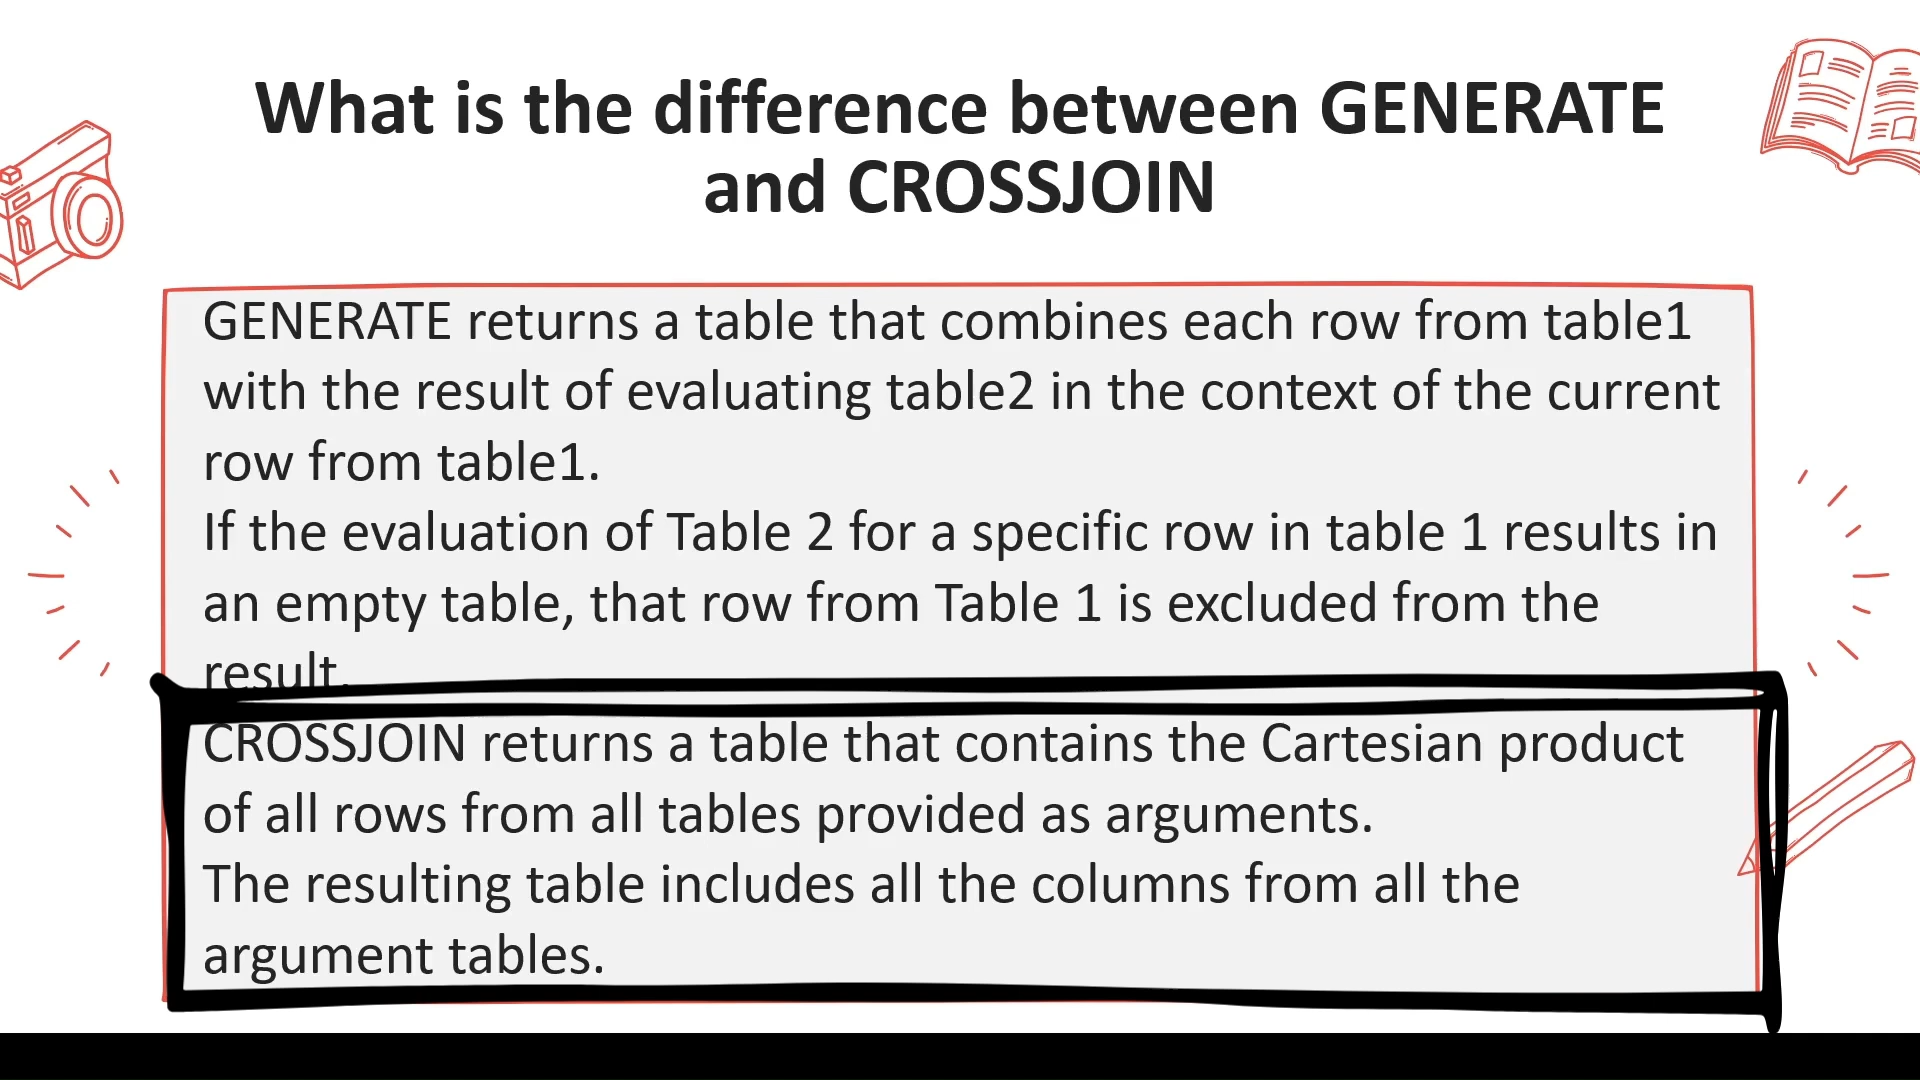 What is the difference between GENERATE
and CROSSJOIN
GENERATE returns a table that combines each row from table1
with the result of evaluating table2 in the context of the current
row from table1.
If the evaluation of Table 2 for a specific row in table 1 results in
an empty table, that row from Table 1 is excluded from the
result.
CROSSJOIN returns a table that contains the Cartesian product
of all rows from all tables provided as arguments.
The resulting table includes all the columns from all the
argument tables.